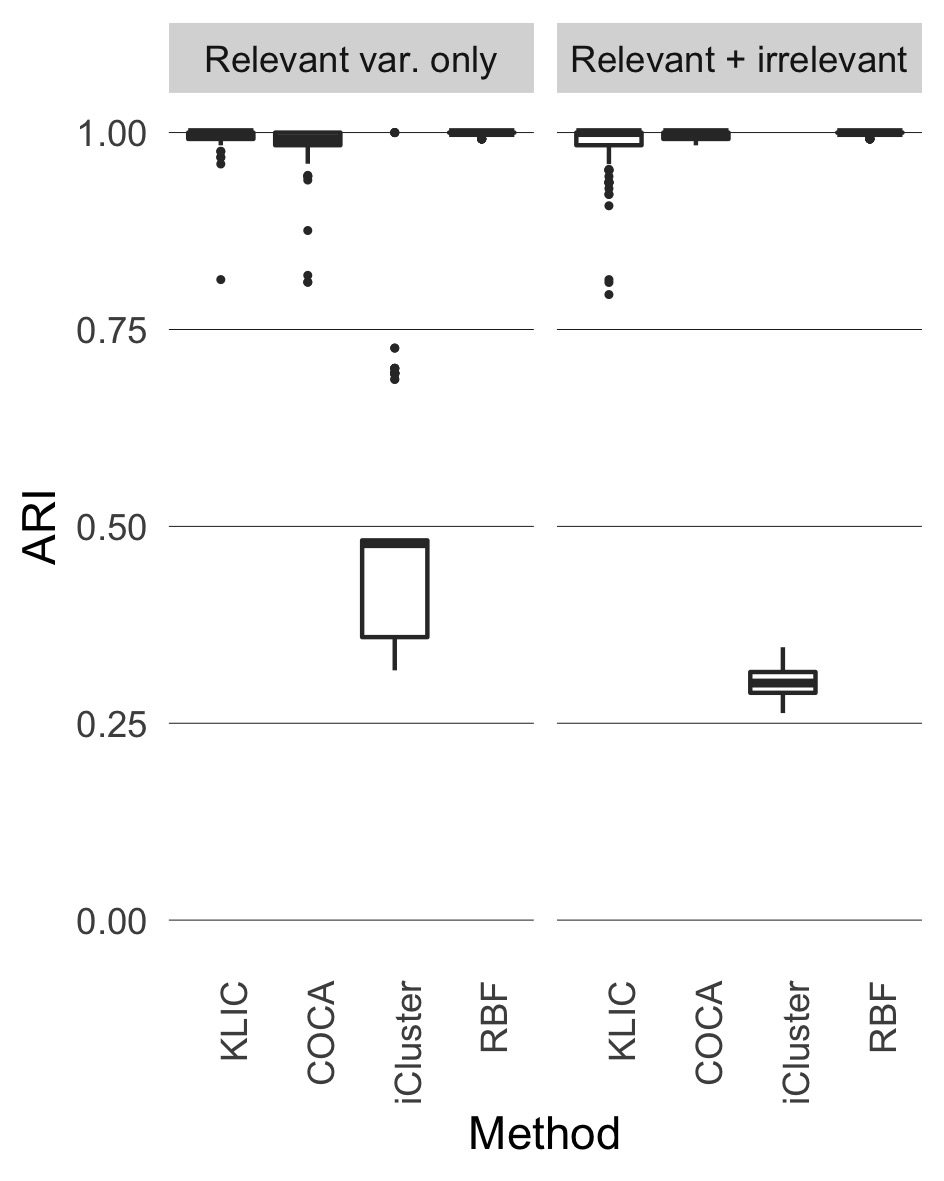 Relevant var. only
Relevant + irrelevant
1.00
0.75
0.50
0.25
0.00
ARI
KLIC
COCA
iCluster
RBF
KLIC
COCA
iCluster
RBF
Method